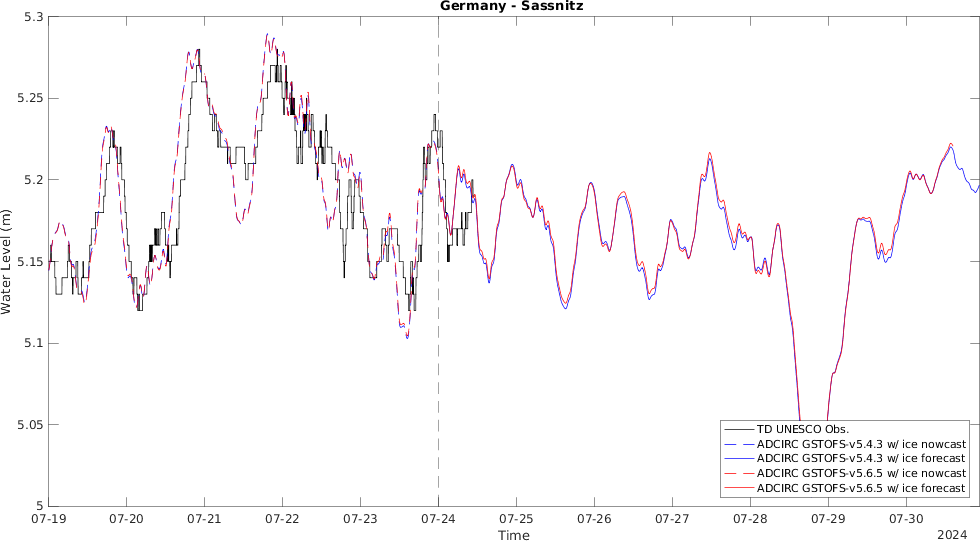 Germany - Sassnitz
5.3
5.25
5.2
5.15
5.1
5.05
5
Water Level (m)
TD UNESCO Obs.
ADCIRC GSTOFS-v5.4.3 w/ ice nowcast
ADCIRC GSTOFS-v5.4.3 w/ ice forecast
ADCIRC GSTOFS-v5.6.5 w/ ice nowcast
ADCIRC GSTOFS-v5.6.5 w/ ice forecast
07-19 07-20 07-21 07-22 07-23 07-24 07-25 07-26 07-27 07-28 07-29 07-30
Time
2024